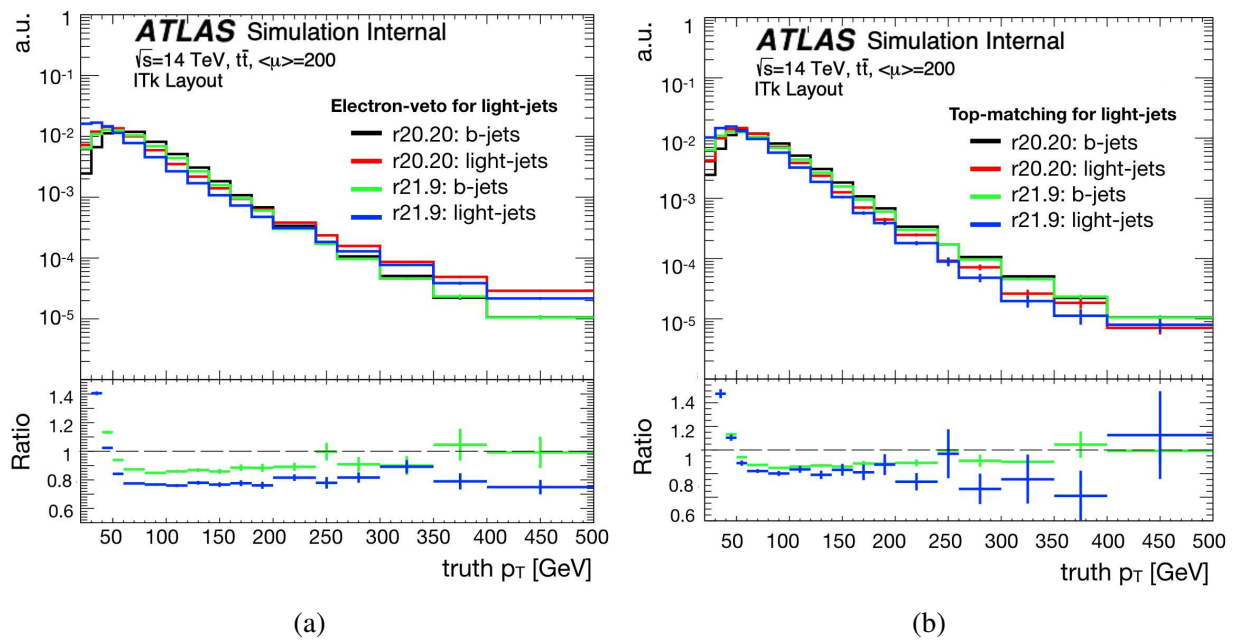 a.u.
1
10-1
10-2
10-3
10-4
10-5
ATLAS Simulation Internal
√s=14 TeV, tt̄, <μ>=200
ITk Layout
Electron-veto for light-jets
r20.20: b-jets
r20.20: light-jets
r21.9: b-jets
r21.9: light-jets
Ratio
1.4
1.2
1
0.8
0.6
50 100 150 200 250 300 350 400 450 500
truth pT [GeV]
(a)
a.u.
1
10-1
10-2
10-3
10-4
10-5
ATLAS Simulation Internal
√s=14 TeV, tt̄, <μ>=200
ITk Layout
Top-matching for light-jets
r20.20: b-jets
r20.20: light-jets
r21.9: b-jets
r21.9: light-jets
Ratio
1.4
1.2
1
0.8
0.6
50 100 150 200 250 300 350 400 450 500
truth pT [GeV]
(b)